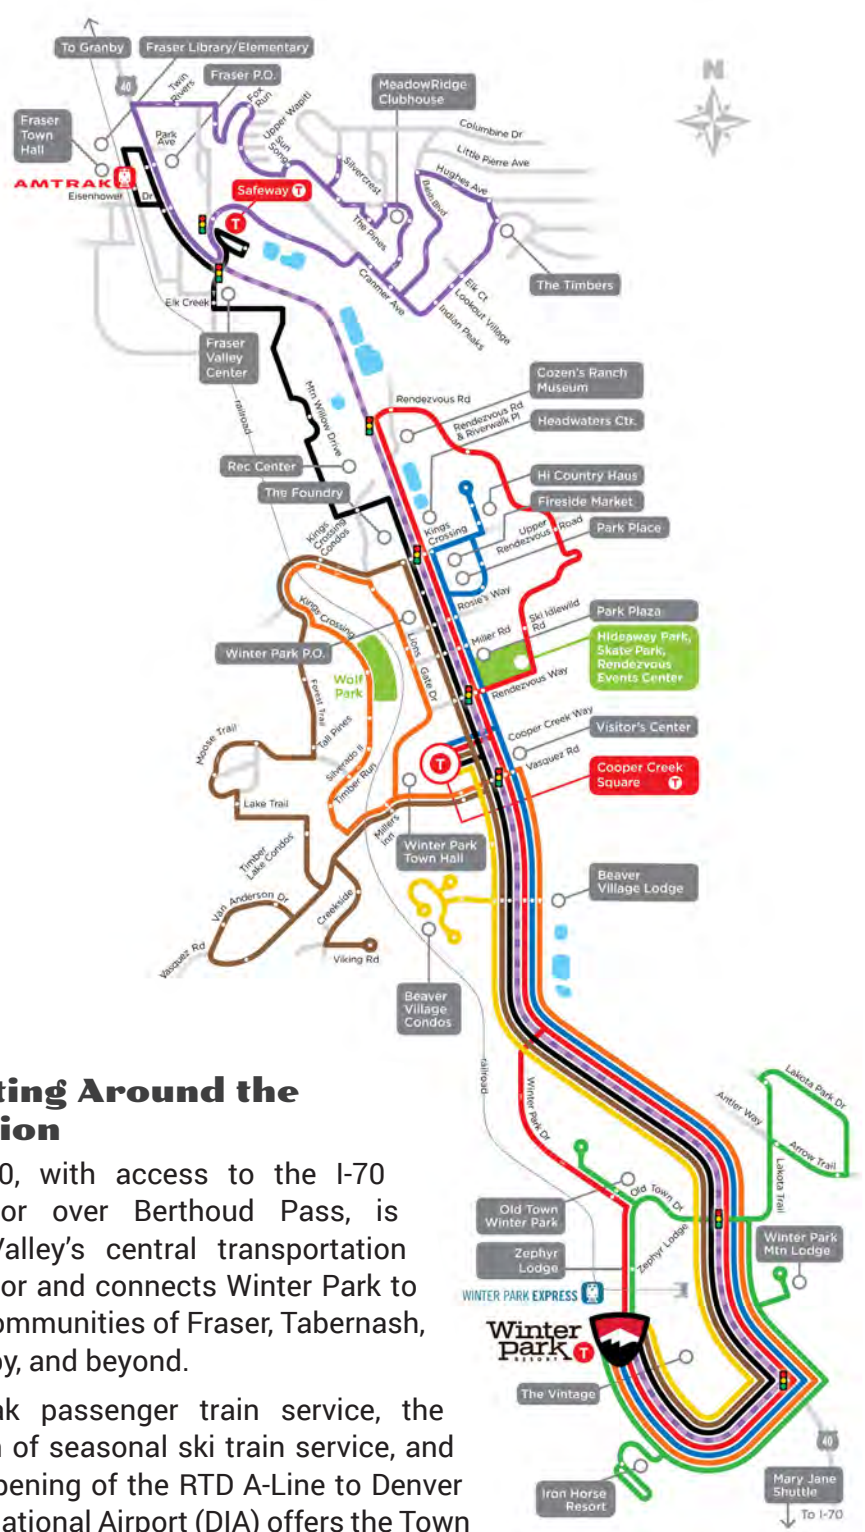 To Granby
Fraser Library/Elementary
N
40
Twin
Rivers
Fraser P.O.
Fox
Run
Upper Wapiti
MeadowRidge
Clubhouse
Columbine Dr
Fraser
Town
Hall
Park
Ave
Sun
Song
Silvercrest
Little Pierre Ave
Hughes Ave
AMTRAK
Eisenhower Dr
Safeway T
T
Bash Blvd
The Pines
The Timbers
Elk Ct
Lookout Village
Indian Peaks
Cranmer Ave
Elk Creek
Fraser
Valley
Center
railroad
Mtn Willow Drive
Cozen's Ranch
Museum
Rendezvous Rd
Rendezvous Rd
& Riverwalk Pl
Headwaters Ctr.
Rec Center
Hi Country Haus
The Foundry
Fireside Market
Kings
Crossing
Upper
Rendezvous Road
Park Place
Kings
Crossing
Condos
Rosie's Way
Kings Crossing
Ski Idlewild
Rd
Park Plaza
Miller Rd
Hideaway Park,
Skate Park,
Rendezvous
Events Center
Winter Park P.O.
Lions
Gate Dr
Wolf
Park
Rendezvous Way
Forest Trail
Cooper Creek Way
Visitor's Center
Moose Trail
Tall Pines
Silverado II
Vasquez Rd
T
Cooper Creek
Square T
Timber Run
Lake Trail
Millers
Inn
Winter Park
Town Hall
Timber
Lake Condos
Beaver
Village Lodge
Van Anderson Dr
Creekside
Vasquez Rd
Viking Rd
Beaver
Village
Condos
railroad
Winter Park Dr
Lakota Park Dr
Antler Way
Arrow Trail
Lakota Trail
Old Town
Winter Park
Old Town Dr
Zephyr
Lodge
Zephyr Lodge
Winter Park
Mtn Lodge
WINTER PARK EXPRESS
Winter
Park
RESORT T
The Vintage
40
Iron Horse
Resort
Mary Jane
Shuttle
To I-70
ting Around the
ion
0, with access to the I-70
or over Berthoud Pass, is
Valley's central transportation
or and connects Winter Park to
ommunities of Fraser, Tabernash,
by, and beyond.
ak passenger train service, the
n of seasonal ski train service, and
pening of the RTD A-Line to Denver
national Airport (DIA) offers the Town